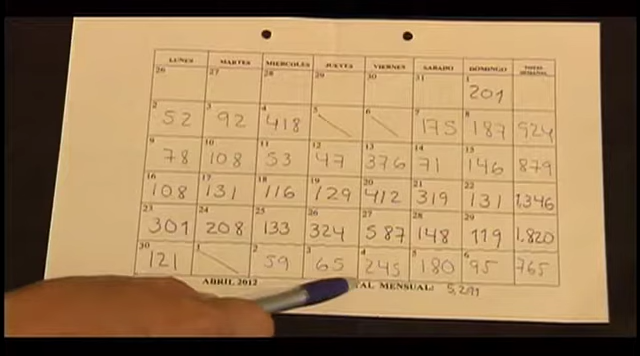 LUNES MARTES MIERCOLES JUEVES VIERNES SABADO DOMINGO TOTAL SEMANAL
26 27 28 29 30 31 1
201
2 3 4 5 6 7 8
52 92 418 175 187 924
9 10 11 12 13 14 15
78 108 53 47 376 71 146 879
16 17 18 19 20 21 22
108 131 116 129 412 319 131 1,346
23 24 25 26 27 28 29
301 208 133 324 587 148 119 1,820
30 1 2 3 4 5 6
121 59 65 245 180 95 765
ABRIL 2012 MENSUAL: